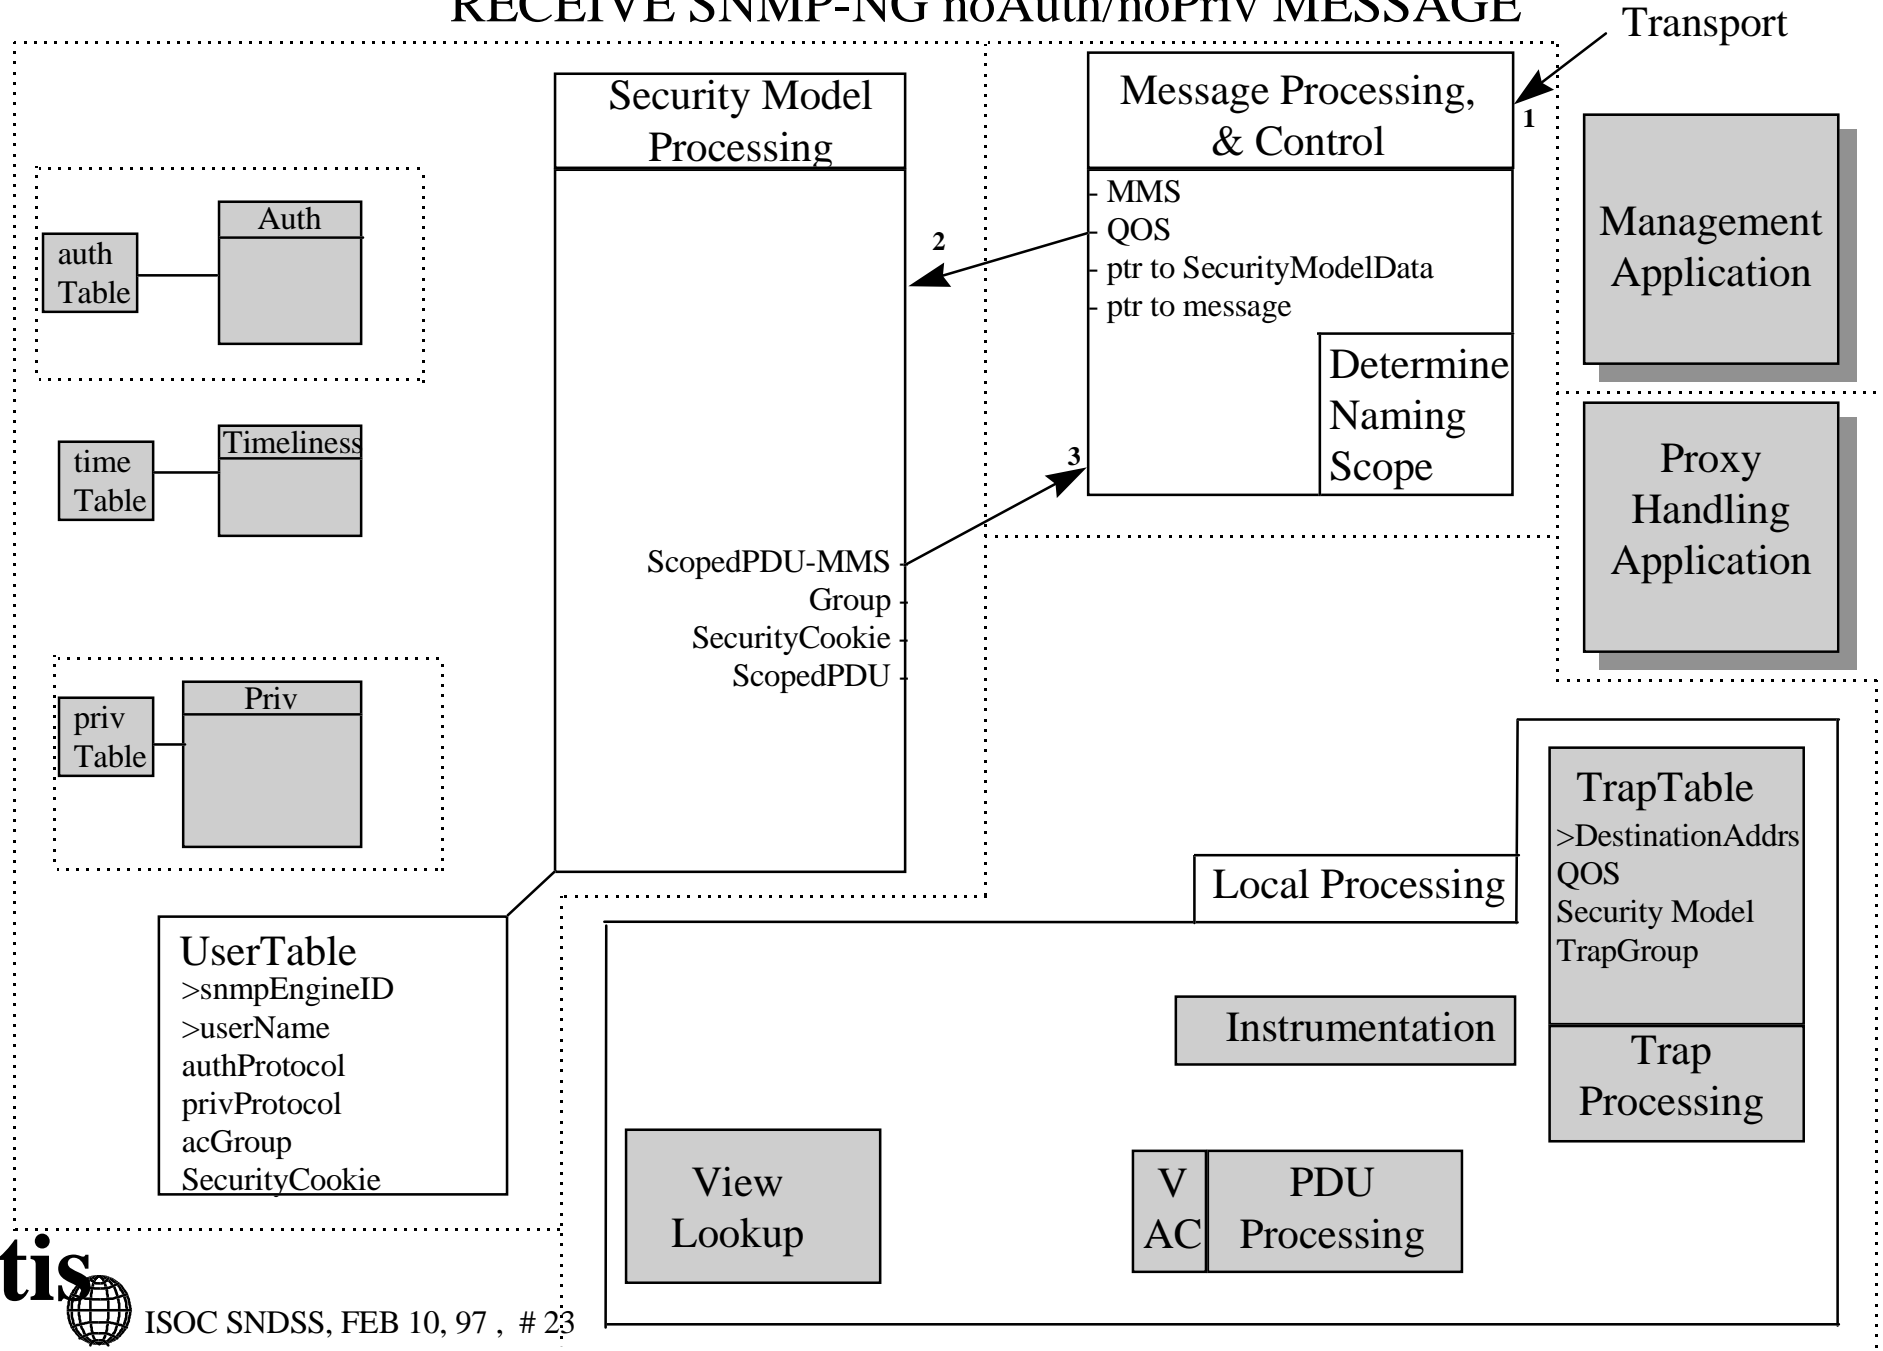 RECEIVE SNMP-NG noAuth/noPriv MESSAGE
Transport
Security Model
Processing
Message Processing,
& Control
1
MMS
QOS
ptr to SecurityModelData
ptr to message
2
Determine
Naming
Scope
3
Management
Application
Proxy
Handling
Application
Auth
auth
Table
Timeliness
time
Table
ScopedPDU-MMS
Group
SecurityCookie
ScopedPDU
Priv
priv
Table
TrapTable
>DestinationAddrs
QOS
Security Model
TrapGroup
Trap
Processing
Local Processing
UserTable
>snmpEngineID
>userName
authProtocol
privProtocol
acGroup
SecurityCookie
Instrumentation
View
Lookup
V
AC
PDU
Processing
tis
ISOC SNDSS, FEB 10, 97 , # 23